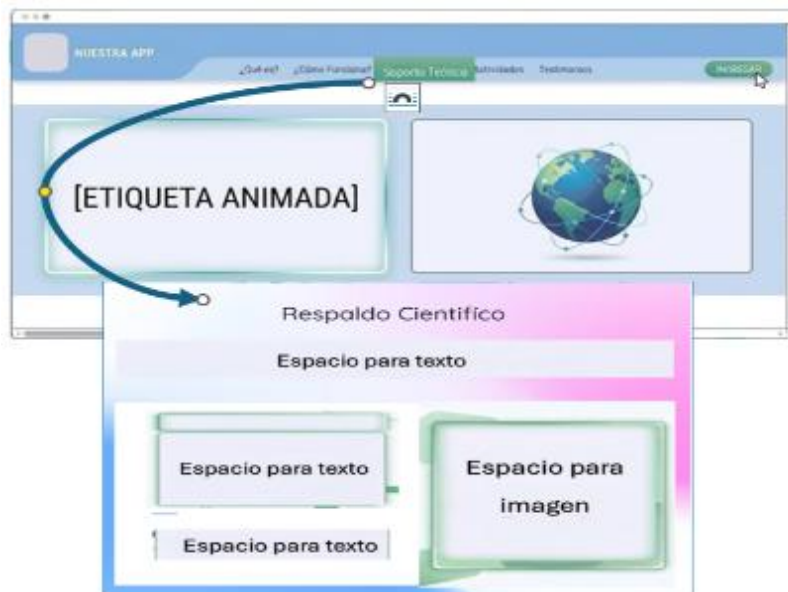 NUESTRA APP
¿Qué es? ¿Cómo Funciona? Soporte Técnico Actividades Testimonios INGRESAR
[ETIQUETA ANIMADA]
Respaldo Científico
Espacio para texto
Espacio para texto
Espacio para
imagen
Espacio para texto